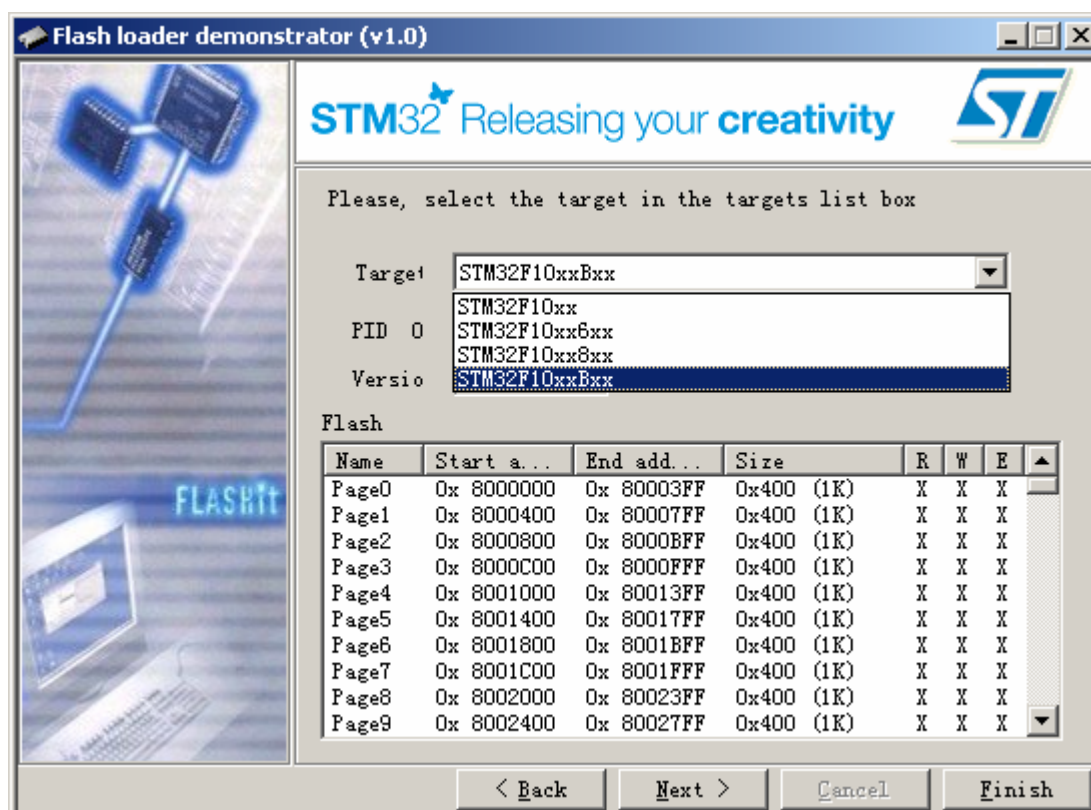 Flash loader demonstrator (v1.0)
STM32 Releasing your creativity
ST
Please, select the target in the targets list box
Target STM32F10xxBxx
STM32F10xx
PID 0 STM32F10xx6xx
STM32F10xx8xx
Versio STM32F10xxBxx
Flash
Name Start a... End add... Size R W E
Page0 0x 8000000 0x 80003FF 0x400 (1K) X X X
Page1 0x 8000400 0x 80007FF 0x400 (1K) X X X
Page2 0x 8000800 0x 8000BFF 0x400 (1K) X X X
Page3 0x 8000C00 0x 8000FFF 0x400 (1K) X X X
Page4 0x 8001000 0x 80013FF 0x400 (1K) X X X
Page5 0x 8001400 0x 80017FF 0x400 (1K) X X X
Page6 0x 8001800 0x 8001BFF 0x400 (1K) X X X
Page7 0x 8001C00 0x 8001FFF 0x400 (1K) X X X
Page8 0x 8002000 0x 80023FF 0x400 (1K) X X X
Page9 0x 8002400 0x 80027FF 0x400 (1K) X X X
FLASHit
< Back Next > Cancel Finish